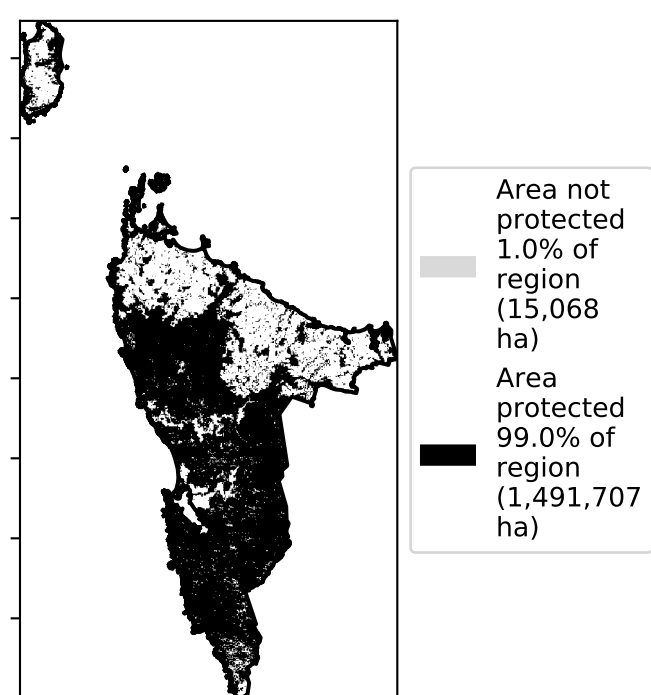 Area not
protected
1.0% of
region
(15,068
ha)
Area
protected
99.0% of
region
(1,491,707
ha)